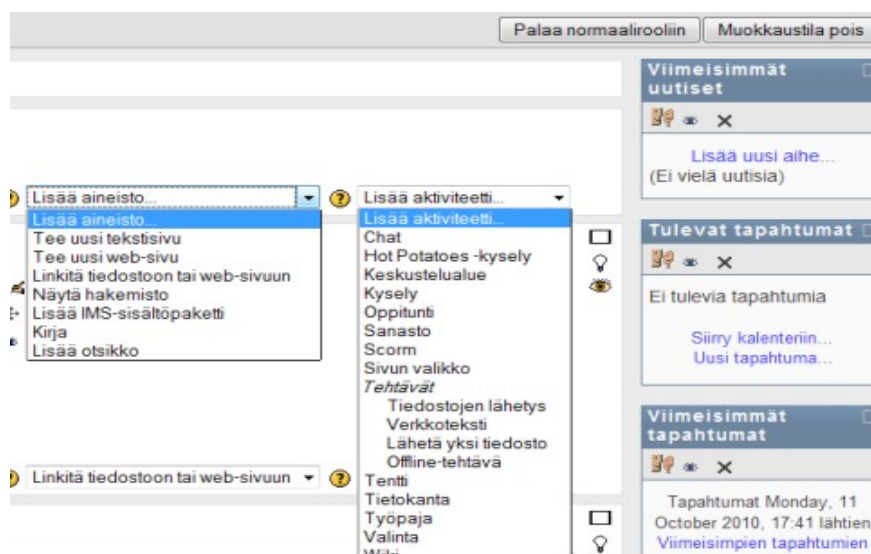 Palaa normaalirooliin
Muokkaustila pois
Lisää aineisto...
Lisää aineisto...
Tee uusi tekstisivu
Tee uusi web-sivu
Linkitä tiedostoon tai web-sivuun
Näytä hakemisto
Lisää IMS-sisältöpaketti
Kirja
Lisää otsikko
Linkitä tiedostoon tai web-sivuun
Lisää aktiviteetti...
Lisää aktiviteetti...
Chat
Hot Potatoes -kysely
Keskustelualue
Kysely
Oppitunti
Sanasto
Scorm
Sivun valikko
Tehtävät
Tiedostojen lähetys
Verkkoteksti
Lähetä yksi tiedosto
Offline-tehtävä
Tentti
Tietokanta
Työpaja
Valinta
Wiki
Viimeisimmät
uutiset
Lisää uusi aihe...
(Ei vielä uutisia)
Tulevat tapahtumat
Ei tulevia tapahtumia
Siirry kalenteriin...
Uusi tapahtuma...
Viimeisimmät
tapahtumat
Tapahtumat Monday, 11
October 2010, 17:41 lähtien
Viimeisimpien tapahtumien